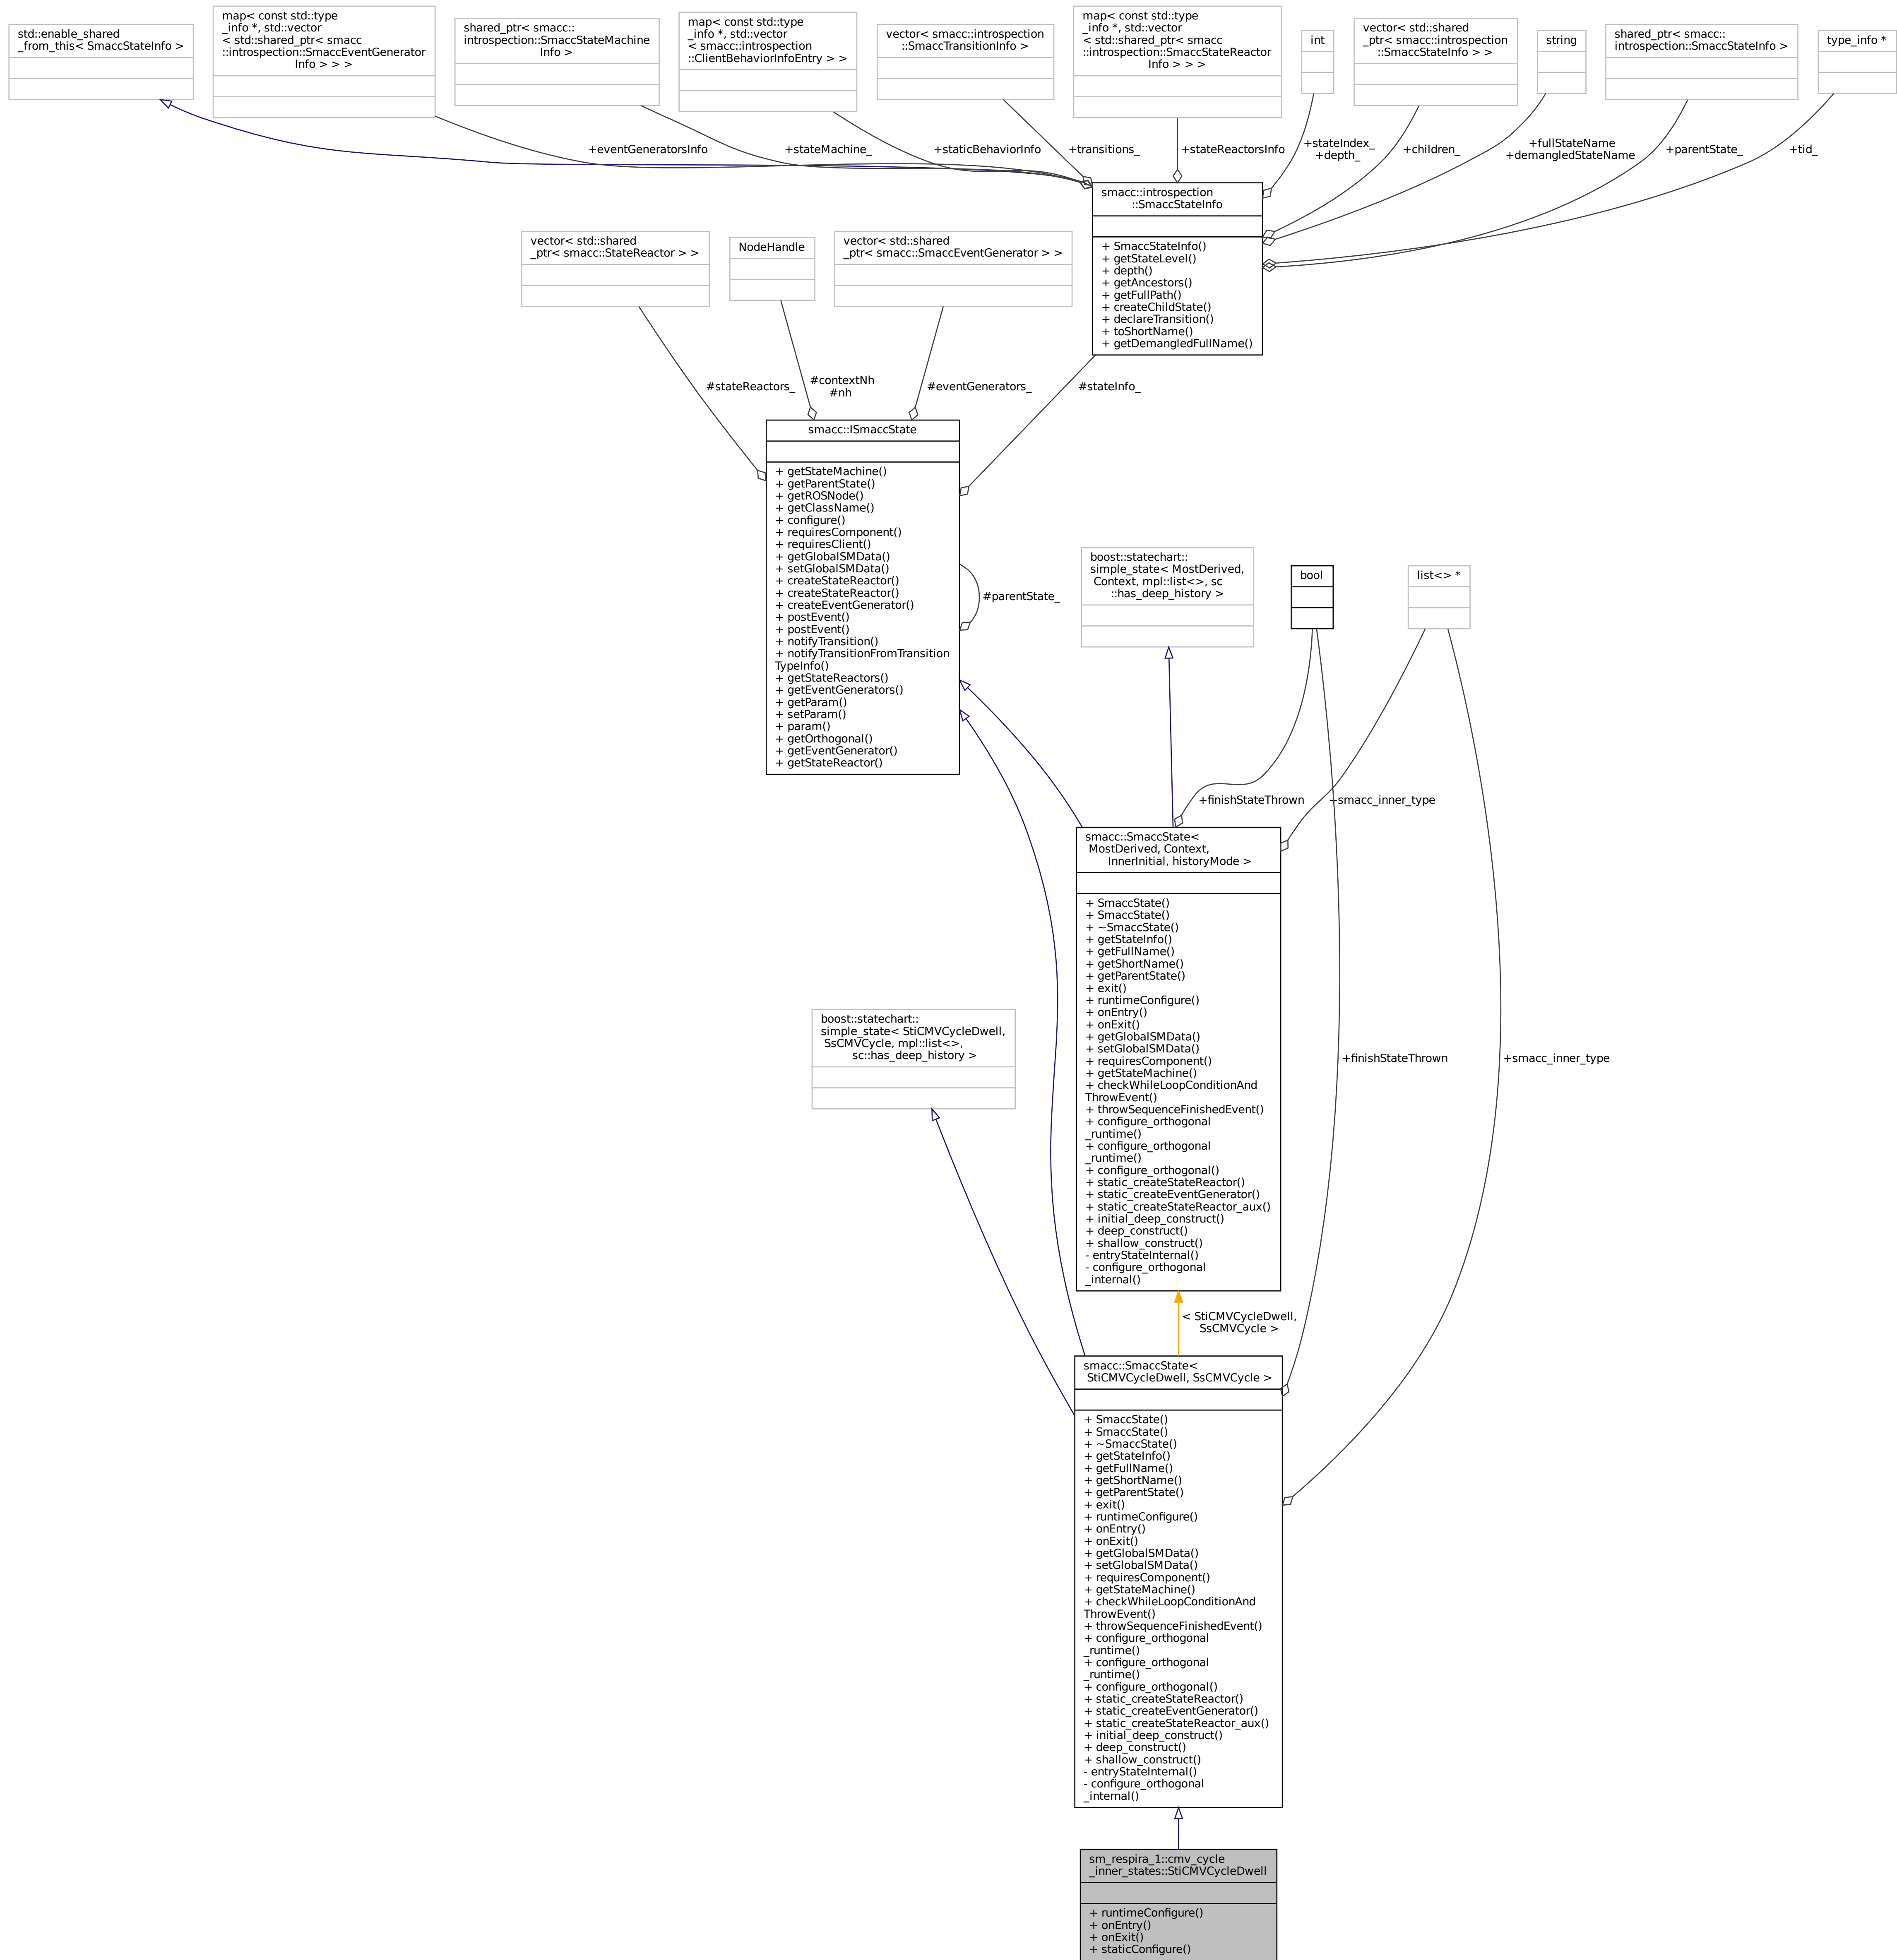 std::enable_shared
_from_this< SmaccStateInfo >
map< const std::type
_info *, std::vector
< std::shared_ptr< smacc
::introspection::SmaccEventGenerator
Info > > >
shared_ptr< smacc::
introspection::SmaccStateMachine
Info >
map< const std::type
_info *, std::vector
< smacc::introspection
::ClientBehaviorInfoEntry > >
vector< smacc::introspection
::SmaccTransitionInfo >
map< const std::type
_info *, std::vector
< std::shared_ptr< smacc
::introspection::SmaccStateReactor
Info > > >
int
vector< std::shared
_ptr< smacc::introspection
::SmaccStateInfo > >
string
shared_ptr< smacc::
introspection::SmaccStateInfo >
type_info *
+eventGeneratorsInfo
+stateMachine_
+staticBehaviorInfo
+transitions_
+stateReactorsInfo
+stateIndex_
+depth_
+children_
+fullStateName
+demangledStateName
+parentState_
+tid_
smacc::introspection
::SmaccStateInfo
+ SmaccStateInfo()
+ getStateLevel()
+ depth()
+ getAncestors()
+ getFullPath()
+ createChildState()
+ declareTransition()
+ toShortName()
+ getDemangledFullName()
vector< std::shared
_ptr< smacc::StateReactor > >
NodeHandle
vector< std::shared
_ptr< smacc::SmaccEventGenerator > >
#stateReactors_
#contextNh
#nh
#eventGenerators_
#stateInfo_
smacc::ISmaccState
+ getStateMachine()
+ getParentState()
+ getROSNode()
+ getClassName()
+ configure()
+ requiresComponent()
+ requiresClient()
+ getGlobalSMData()
+ setGlobalSMData()
+ createStateReactor()
+ createStateReactor()
+ createEventGenerator()
+ postEvent()
+ postEvent()
+ notifyTransition()
+ notifyTransitionFromTransition
TypeInfo()
+ getStateReactors()
+ getEventGenerators()
+ getParam()
+ setParam()
+ param()
+ getOrthogonal()
+ getEventGenerator()
+ getStateReactor()
#parentState_
boost::statechart::
simple_state< MostDerived,
Context, mpl::list<>, sc
::has_deep_history >
bool
list<> *
+finishStateThrown
+smacc_inner_type
smacc::SmaccState<
MostDerived, Context,
InnerInitial, historyMode >
+ SmaccState()
+ SmaccState()
+ ~SmaccState()
+ getStateInfo()
+ getFullName()
+ getShortName()
+ getParentState()
+ exit()
+ runtimeConfigure()
+ onEntry()
+ onExit()
+ getGlobalSMData()
+ setGlobalSMData()
+ requiresComponent()
+ getStateMachine()
+ checkWhileLoopConditionAnd
ThrowEvent()
+ throwSequenceFinishedEvent()
+ configure_orthogonal
_runtime()
+ configure_orthogonal
_runtime()
+ configure_orthogonal()
+ static_createStateReactor()
+ static_createEventGenerator()
+ static_createStateReactor_aux()
+ initial_deep_construct()
+ deep_construct()
+ shallow_construct()
- entryStateInternal()
- configure_orthogonal
_internal()
boost::statechart::
simple_state< StiCMVCycleDwell,
SsCMVCycle, mpl::list<>,
sc::has_deep_history >
+finishStateThrown
+smacc_inner_type
< StiCMVCycleDwell,
SsCMVCycle >
smacc::SmaccState<
StiCMVCycleDwell, SsCMVCycle >
+ SmaccState()
+ SmaccState()
+ ~SmaccState()
+ getStateInfo()
+ getFullName()
+ getShortName()
+ getParentState()
+ exit()
+ runtimeConfigure()
+ onEntry()
+ onExit()
+ getGlobalSMData()
+ setGlobalSMData()
+ requiresComponent()
+ getStateMachine()
+ checkWhileLoopConditionAnd
ThrowEvent()
+ throwSequenceFinishedEvent()
+ configure_orthogonal
_runtime()
+ configure_orthogonal
_runtime()
+ configure_orthogonal()
+ static_createStateReactor()
+ static_createEventGenerator()
+ static_createStateReactor_aux()
+ initial_deep_construct()
+ deep_construct()
+ shallow_construct()
- entryStateInternal()
- configure_orthogonal
_internal()
sm_respira_1::cmv_cycle
_inner_states::StiCMVCycleDwell
+ runtimeConfigure()
+ onEntry()
+ onExit()
+ staticConfigure()